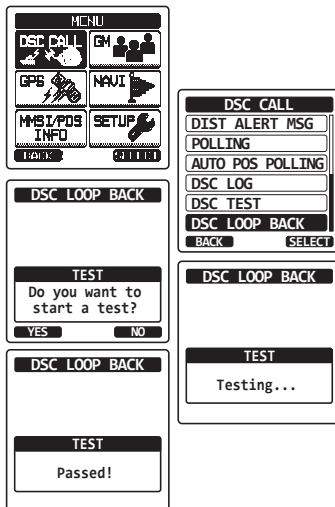 MENU
DSC CALL
GM
GPS
NAVI
MMSI/POS
INFO
SETUP
BACK
SELECT
DSC CALL
DIST ALERT MSG
POLLING
AUTO POS POLLING
DSC LOG
DSC TEST
DSC LOOP BACK
BACK SELECT
DSC LOOP BACK
TEST
Do you want to
start a test?
YES NO
DSC LOOP BACK
TEST
Testing...
DSC LOOP BACK
TEST
Passed!